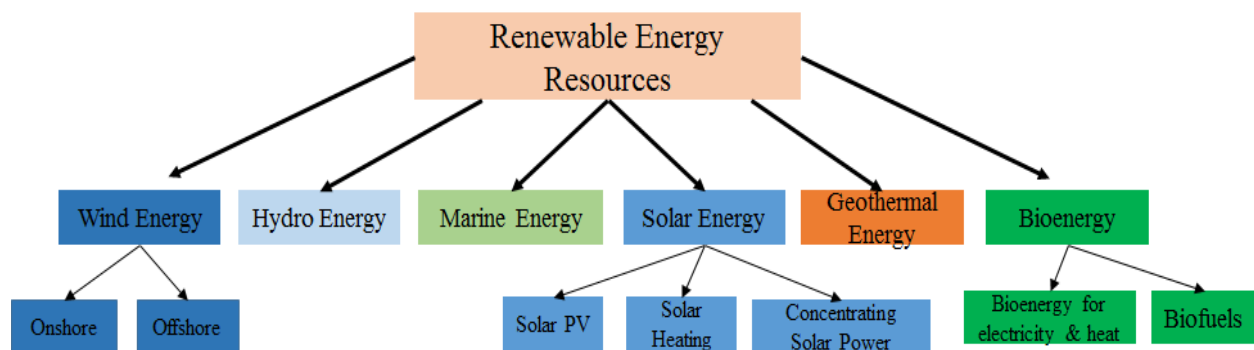 Renewable Energy
Resources
Wind Energy
Hydro Energy
Marine Energy
Solar Energy
Geothermal
Energy
Bioenergy
Onshore
Offshore
Solar PV
Solar
Heating
Concentrating
Solar Power
Bioenergy for
electricity & heat
Biofuels